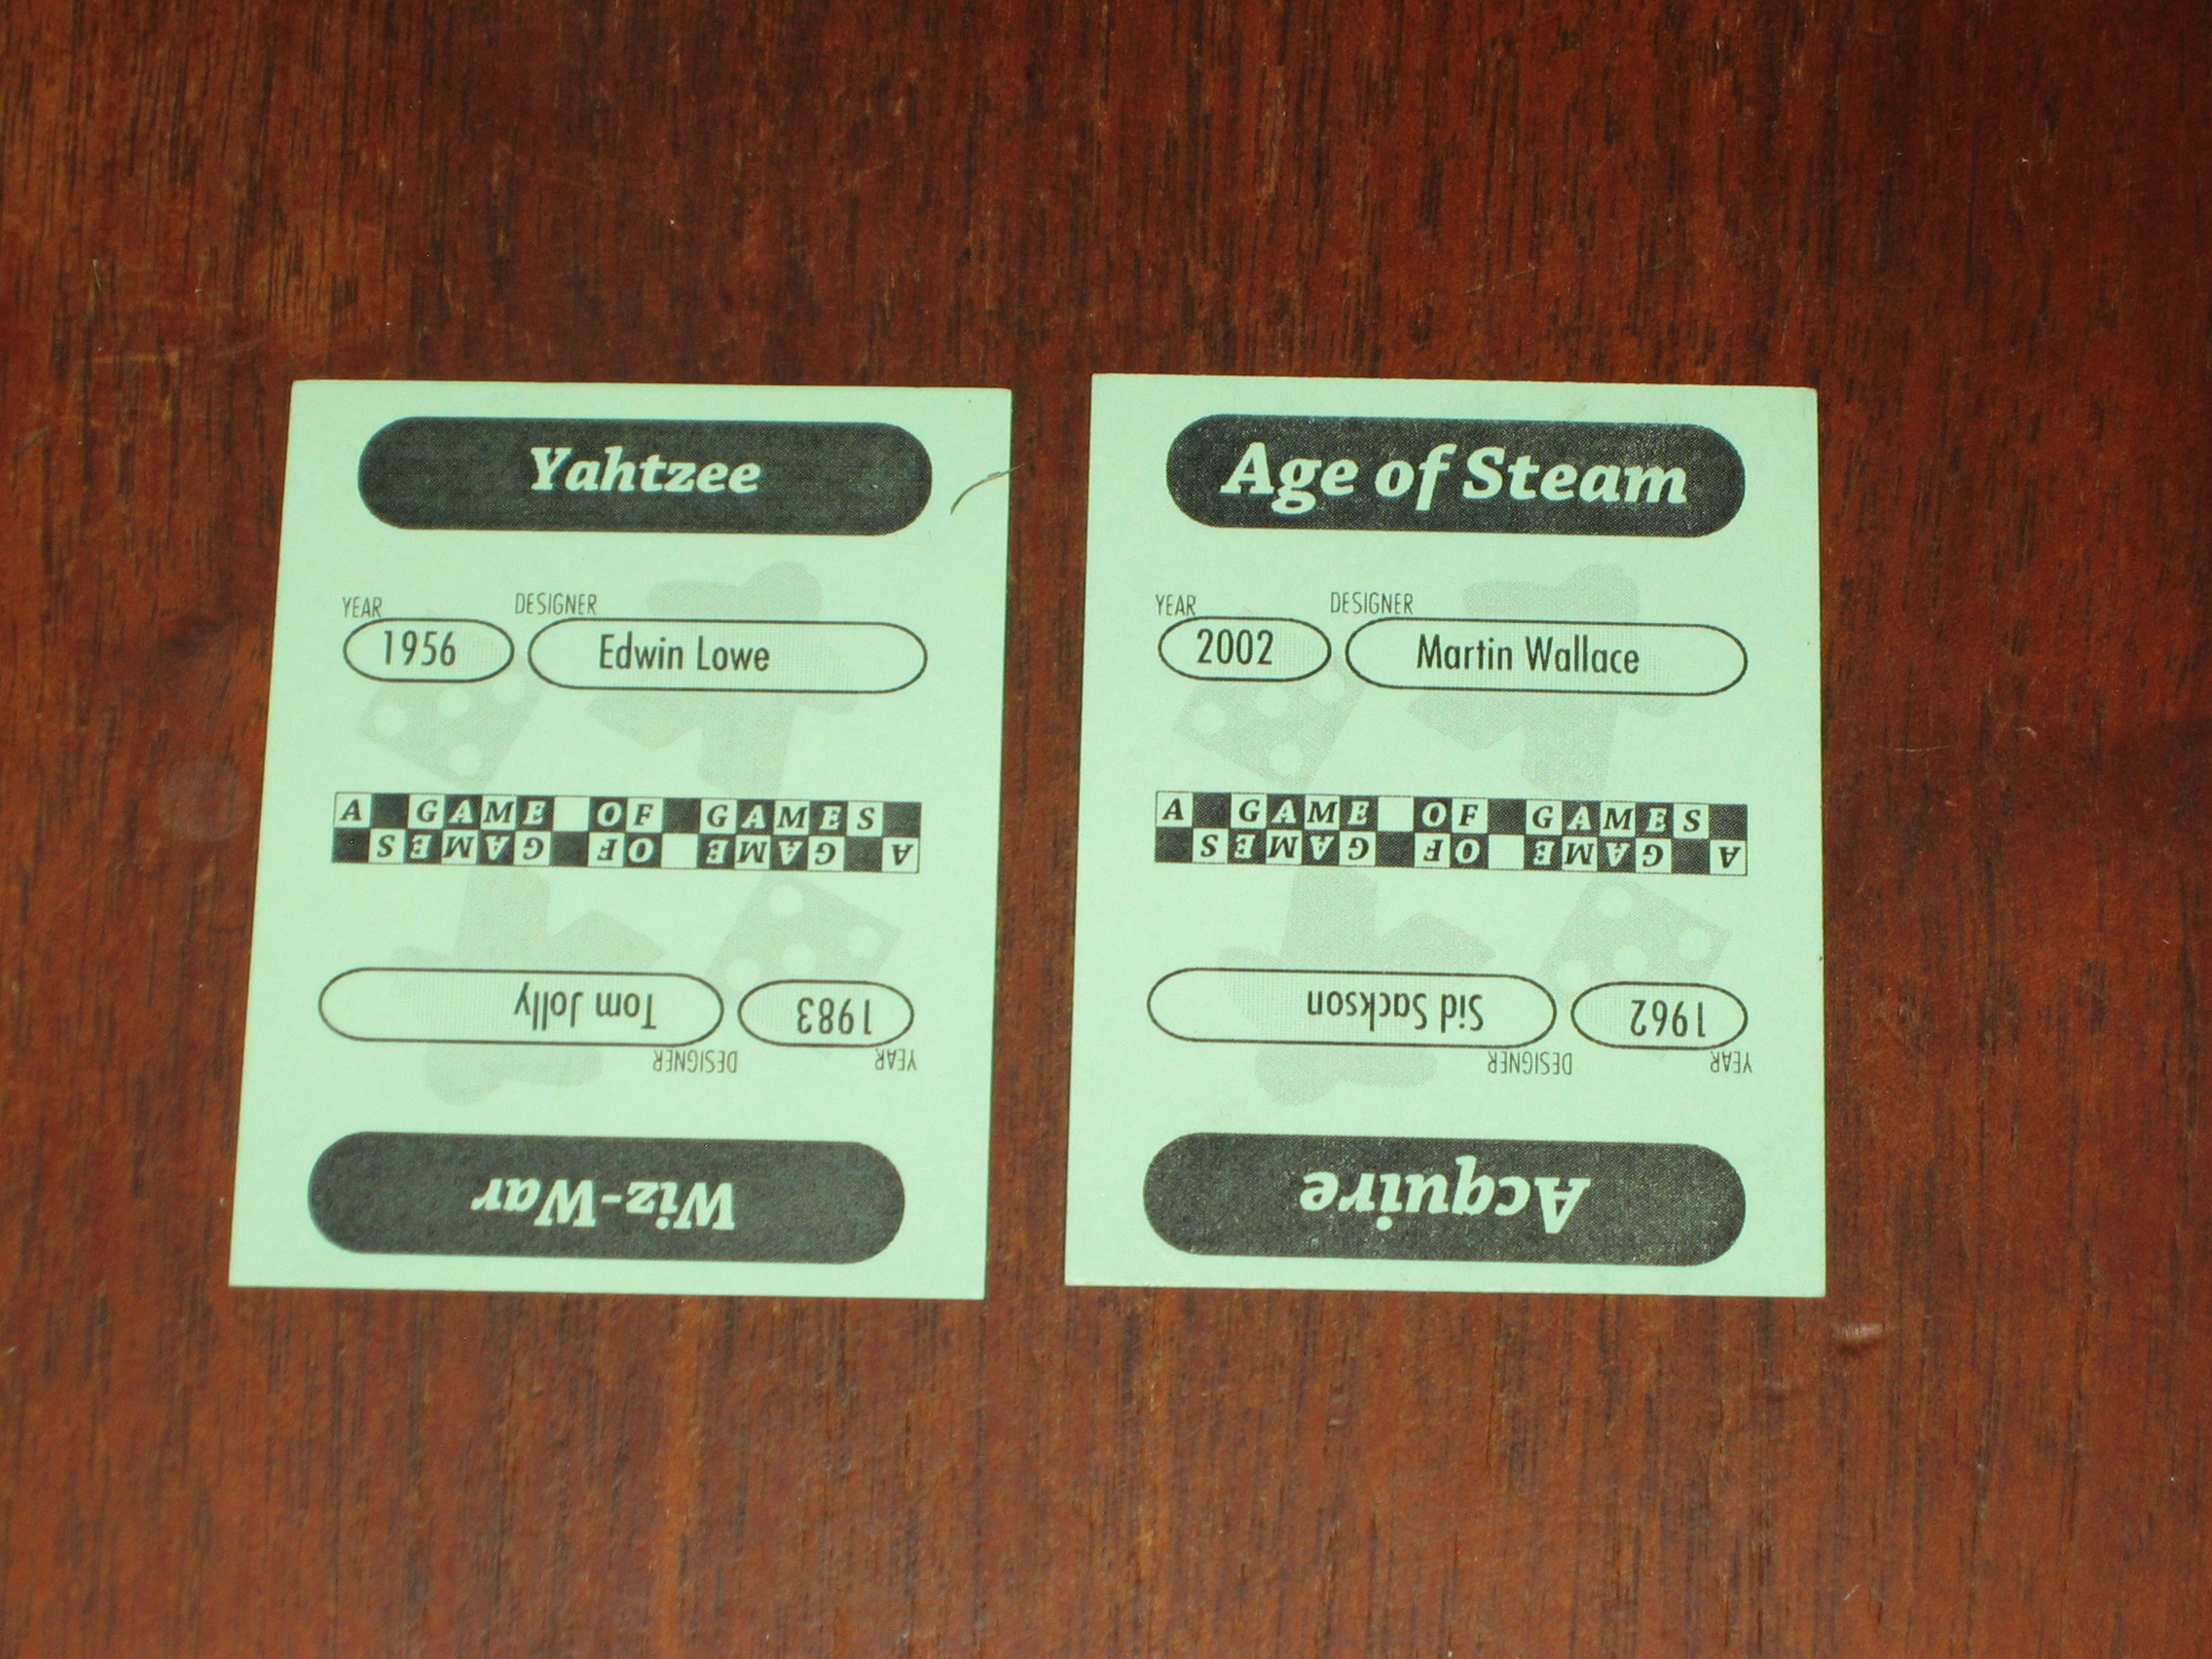 Yahtzee
YEAR DESIGNER
1956 Edwin Lowe
A GAME OF GAMES
A GAME OF GAMES
YEAR DESIGNER
1983 Tom Jolly
Wiz-War
Age of Steam
YEAR DESIGNER
2002 Martin Wallace
A GAME OF GAMES
A GAME OF GAMES
YEAR DESIGNER
1962 Sid Sackson
Acquire